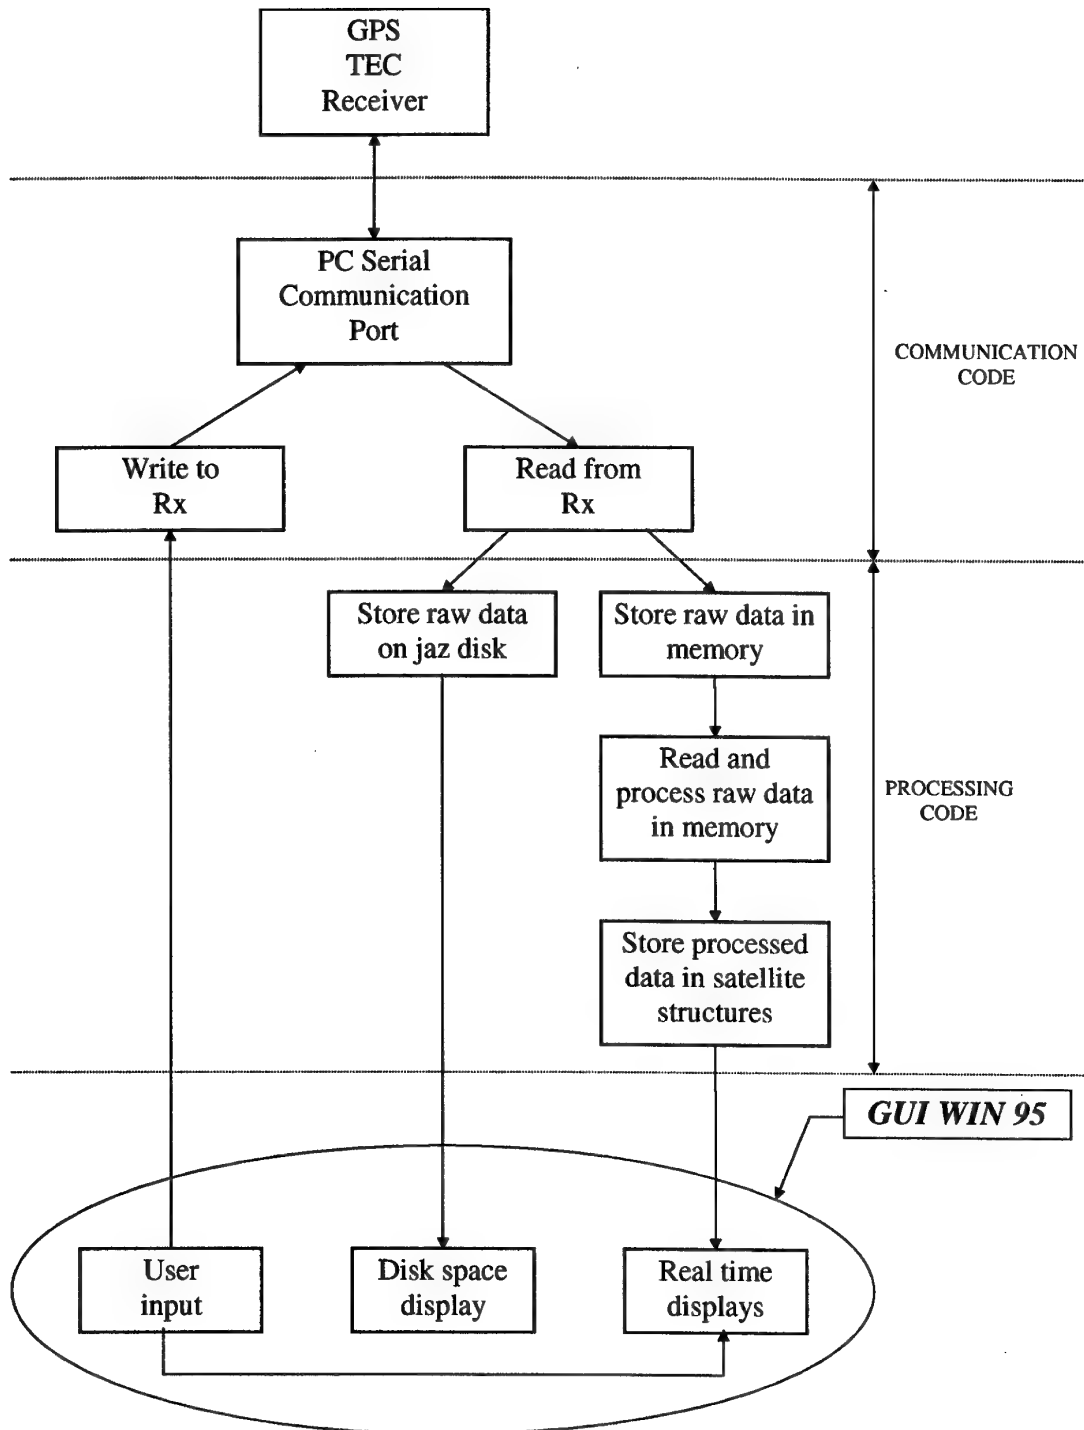 GPS
TEC
Receiver
PC Serial
Communication
Port
COMMUNICATION
CODE
Write to
Rx
Read from
Rx
Store raw data
on jaz disk
Store raw data in
memory
Read and
process raw data
in memory
PROCESSING
CODE
Store processed
data in satellite
structures
GUI WIN 95
User
input
Disk space
display
Real time
displays